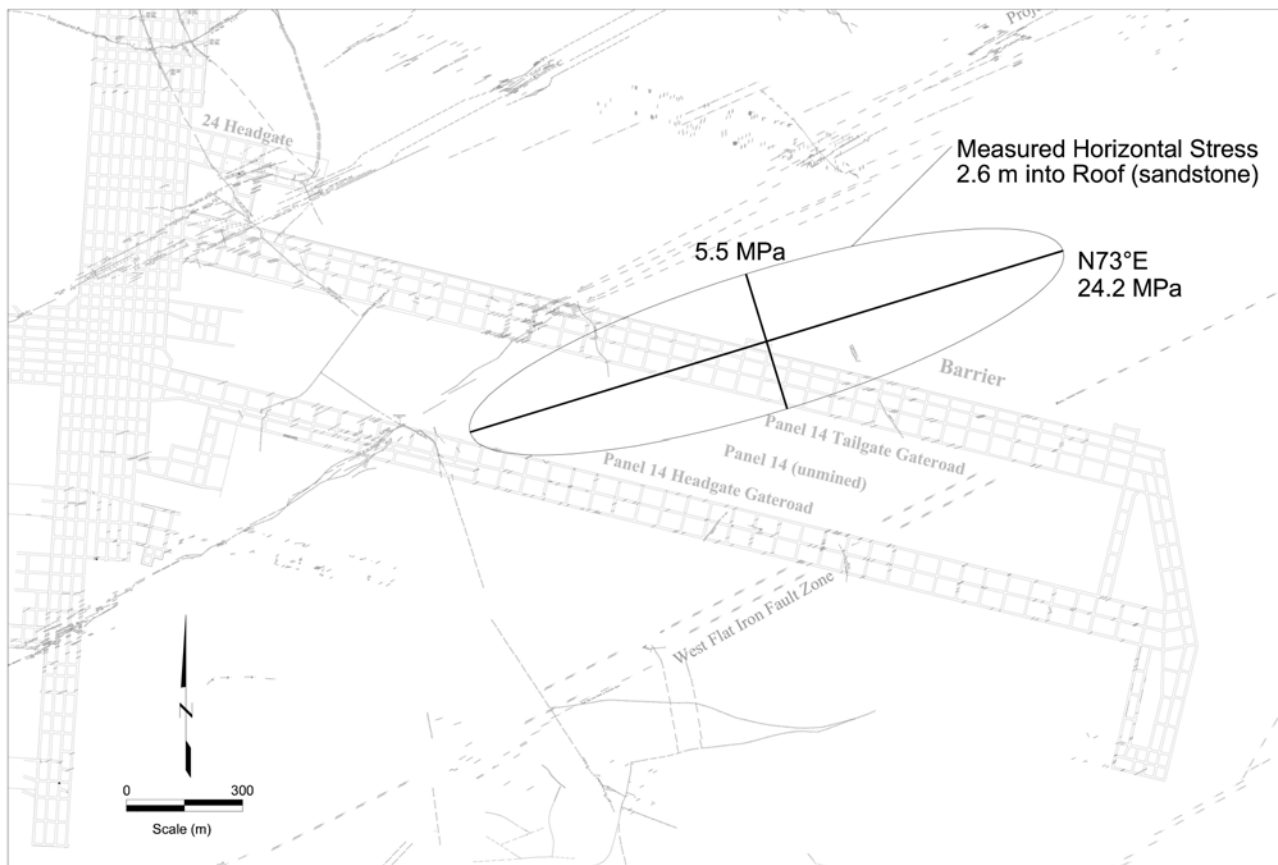 24 Headgate
Measured Horizontal Stress
2.6 m into Roof (sandstone)
5.5 MPa
N73°E
24.2 MPa
Barrier
Panel 14 Tailgate Gateroad
Panel 14 (unmined)
Panel 14 Headgate Gateroad
West Flat Iron Fault Zone
0 300
Scale (m)